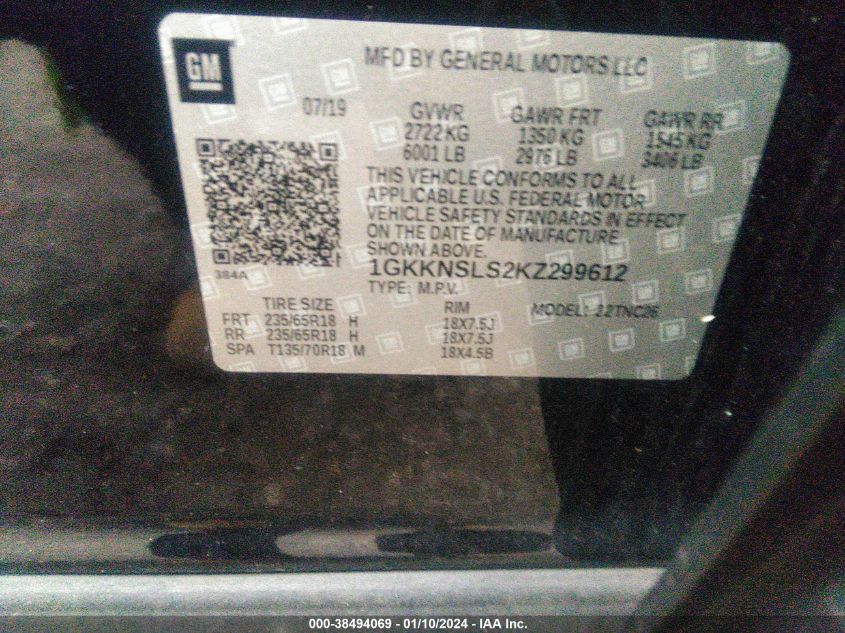 GM
MFD BY GENERAL MOTORS LLC
07/19 GVWR GAWR FRT GAWR RR
2722 KG 1350 KG 1545 KG
6001 LB 2976 LB 3406 LB
THIS VEHICLE CONFORMS TO ALL
APPLICABLE U.S. FEDERAL MOTOR
VEHICLE SAFETY STANDARDS IN EFFECT
ON THE DATE OF MANUFACTURE
SHOWN ABOVE.
384A
1GKKNSLS2KZ299612
TYPE: M.P.V.
TIRE SIZE RIM MODEL: TNC26
FRT 235/65R18 H 18X7.5J
RR 235/65R18 H 18X7.5J
SPA T135/70R18 M 18X4.5B
000-38494069 - 01/10/2024 - IAA Inc.